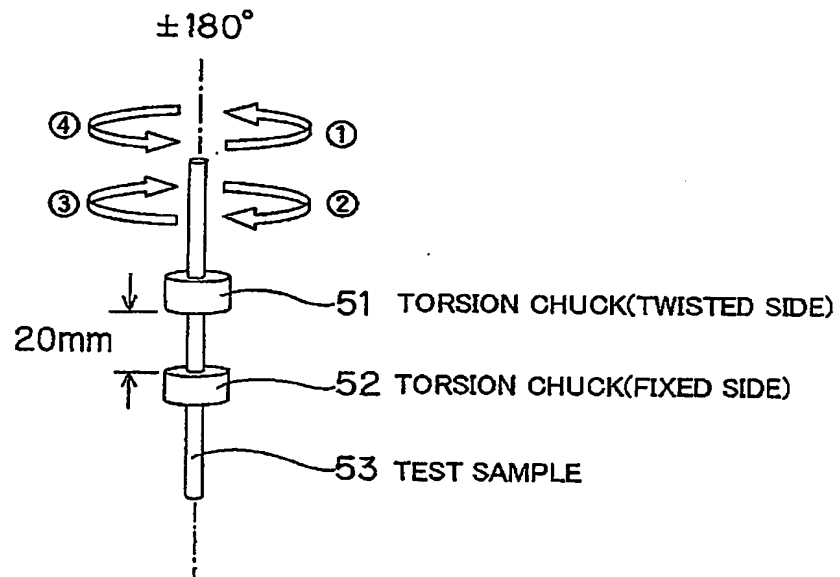 ±180°
④
①
③
②
51 TORSION CHUCK(TWISTED SIDE)
20mm
52 TORSION CHUCK(FIXED SIDE)
53 TEST SAMPLE